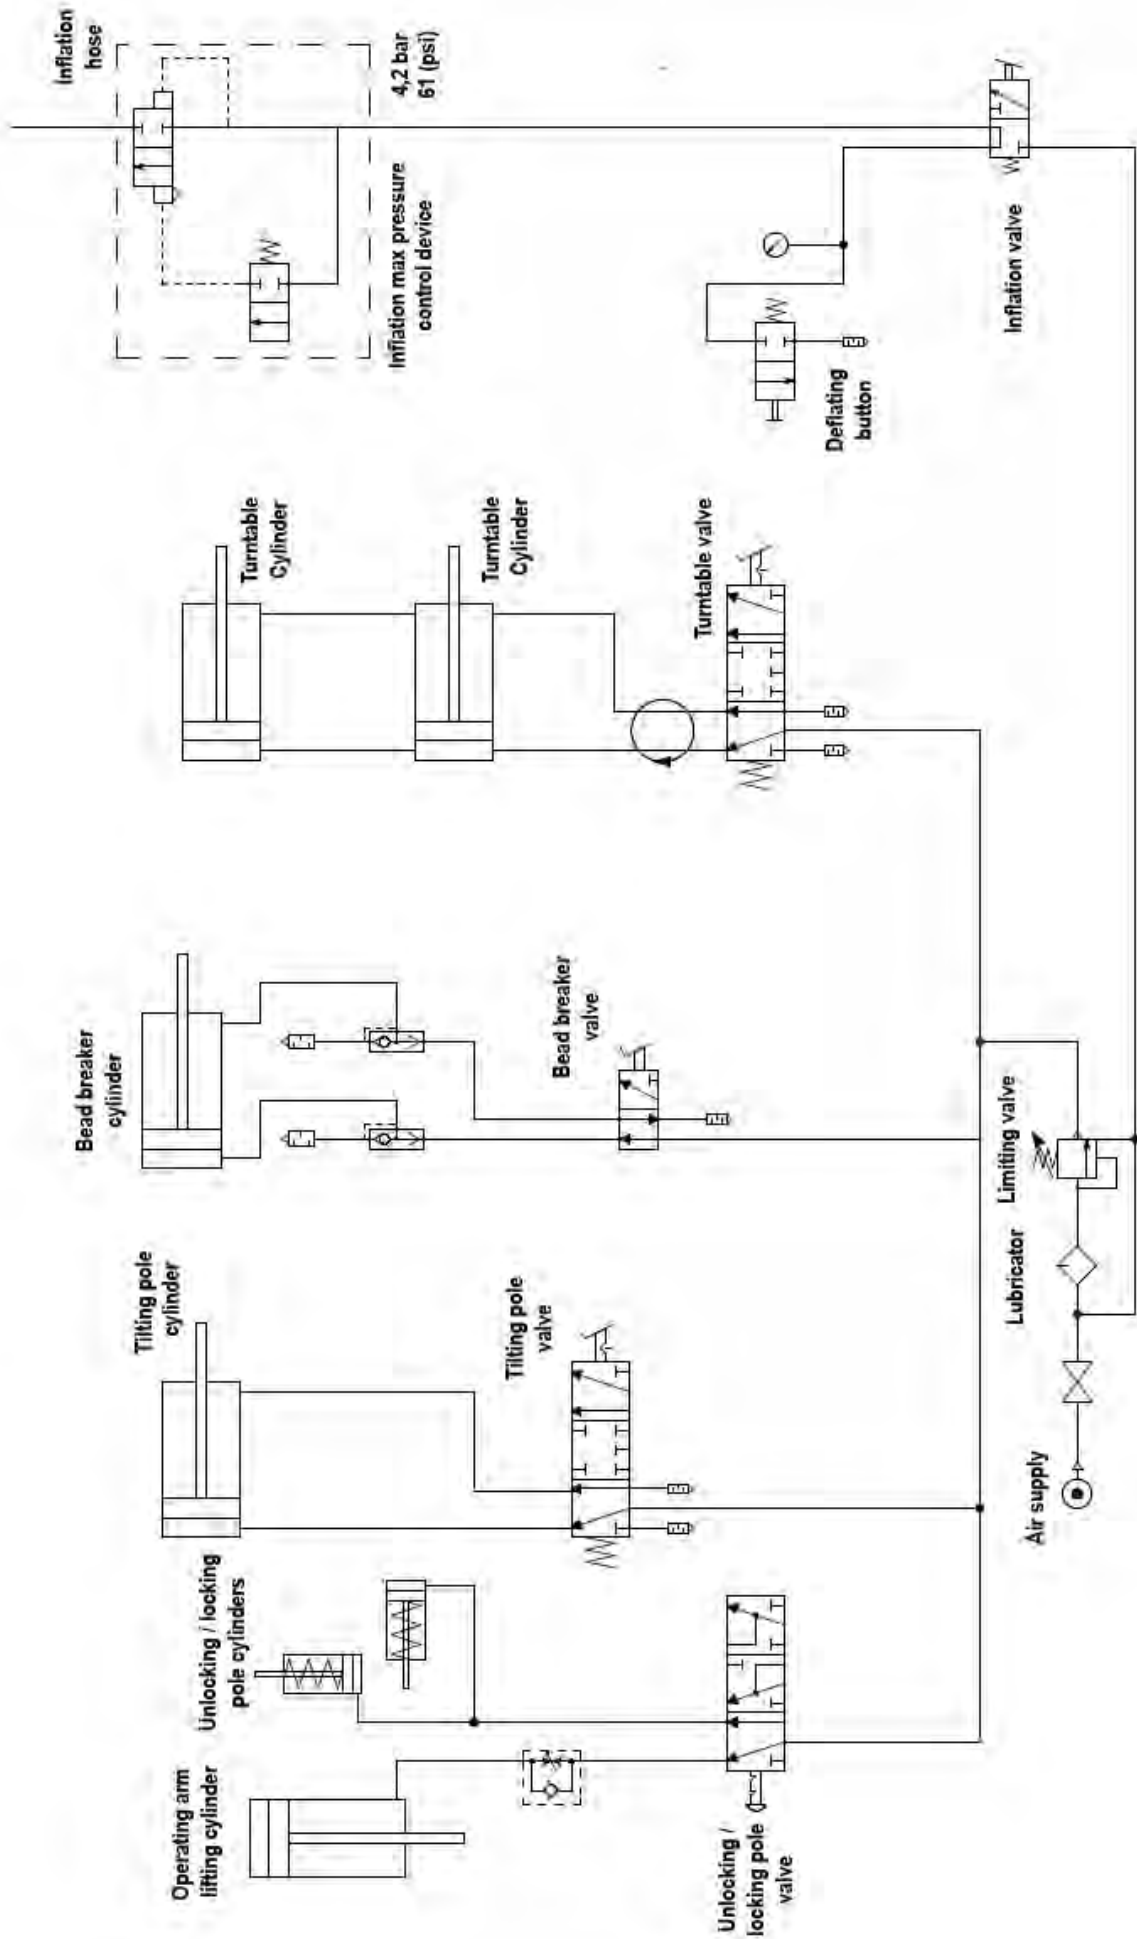 Operating arm
lifting cylinder
Unlocking / locking
pole cylinders
Tilting pole
cylinder
Bead breaker
cylinder
Turntable
Cylinder
Turntable
Cylinder
Inflation
hose
4,2 bar
61 (psi)
Inflation max pressure
control device
Unlocking /
locking pole
valve
Tilting pole
valve
Bead breaker
valve
Turntable valve
Deflating
button
Inflation valve
Air supply
Lubricator
Limiting valve